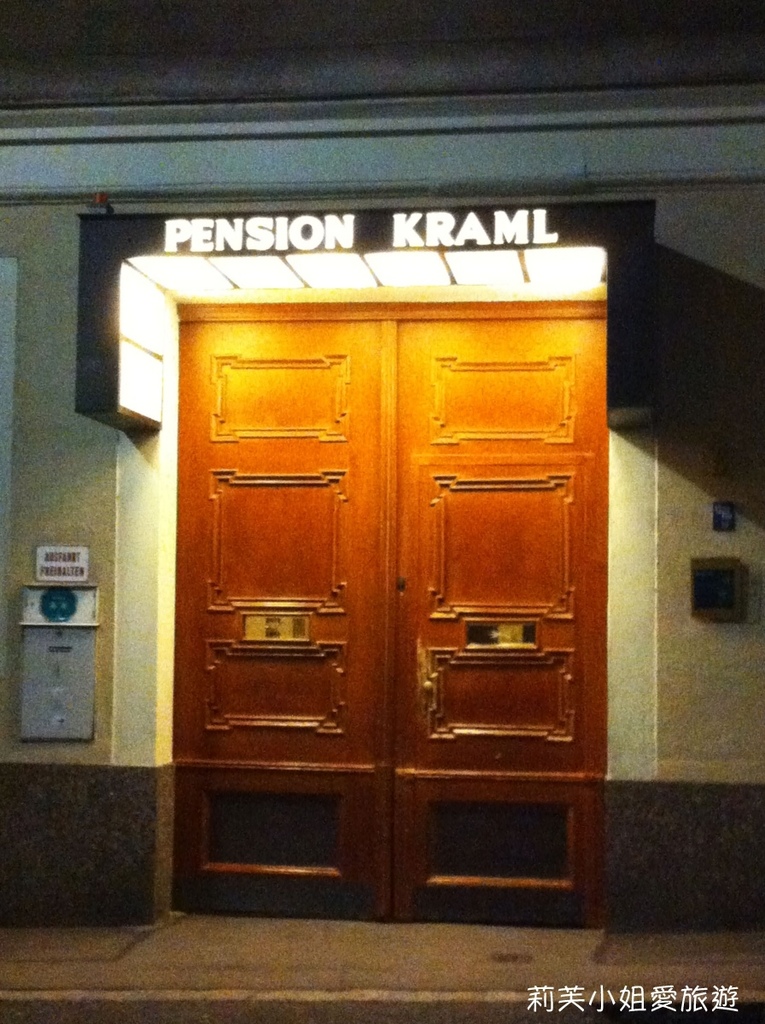 PENSION KRAML
AUSFAHRT
FREIHALTEN
莉芙小姐愛旅遊